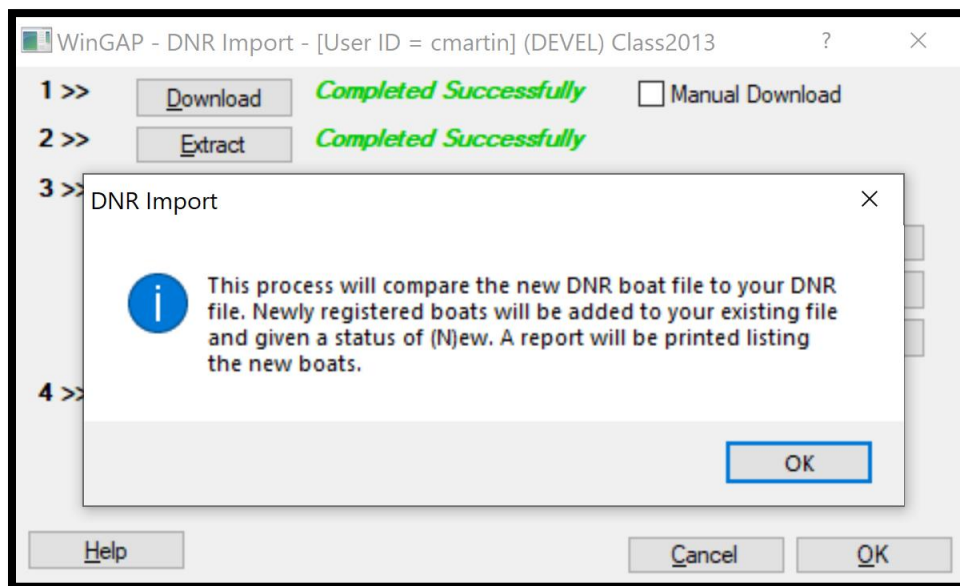 WinGAP - DNR Import - [User ID = cmartin] (DEVEL) Class2013 ?
1 >> Download Completed Successfully Manual Download
2 >> Extract Completed Successfully
3 >>
DNR Import
This process will compare the new DNR boat file to your DNR
file. Newly registered boats will be added to your existing file
and given a status of (N)ew. A report will be printed listing
the new boats.
4 >>
OK
Help Cancel OK